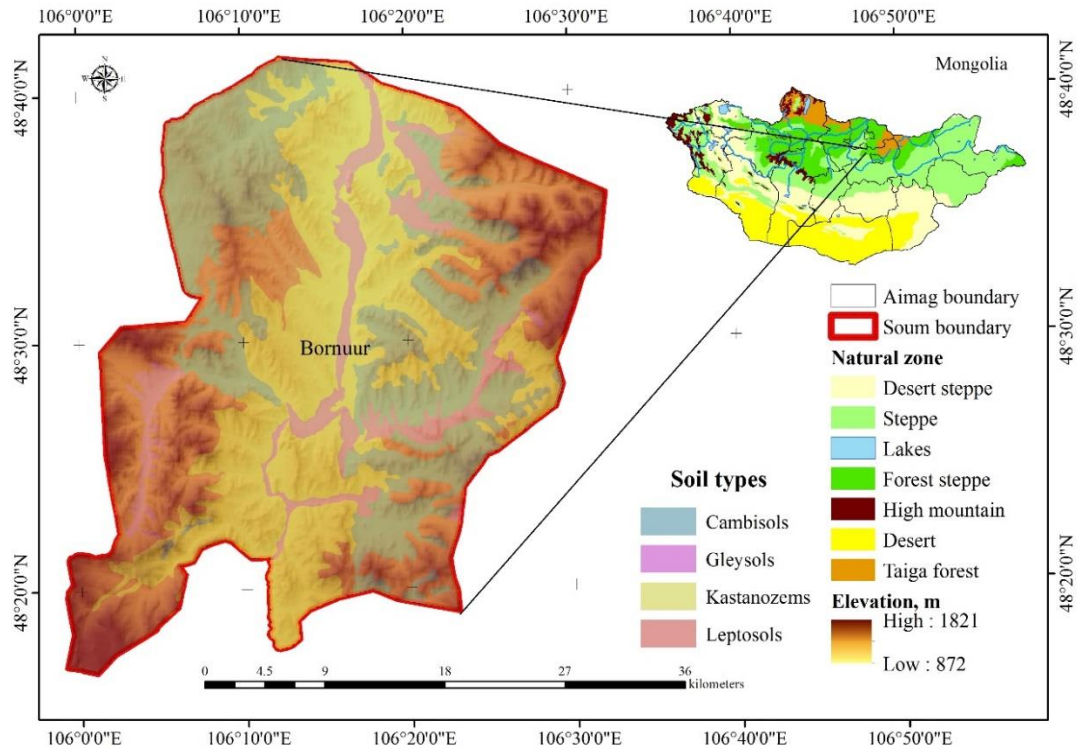 106°0'0"E 106°10'0"E 106°20'0"E 106°30'0"E 106°40'0"E 106°50'0"E
48°40'0"N
48°30'0"N
48°20'0"N
N
W E
S
Mongolia
Bornuur
Aimag boundary
Soum boundary
Natural zone
Desert steppe
Steppe
Lakes
Forest steppe
High mountain
Desert
Taiga forest
Elevation, m
High : 1821
Low : 872
Soil types
Cambisols
Gleysols
Kastanozems
Leptosols
0 4.5 9 18 27 36
kilometers
48°40'0"N
48°30'0"N
48°20'0"N
106°0'0"E 106°10'0"E 106°20'0"E 106°30'0"E 106°40'0"E 106°50'0"E